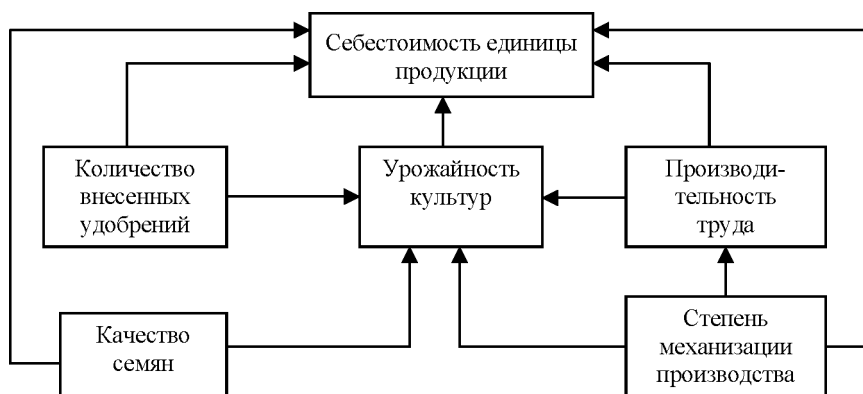 Себестоимость единицы
продукции
Количество
внесенных
удобрений
Урожайность
культур
Производи-
тельность
труда
Качество
семян
Степень
механизации
производства